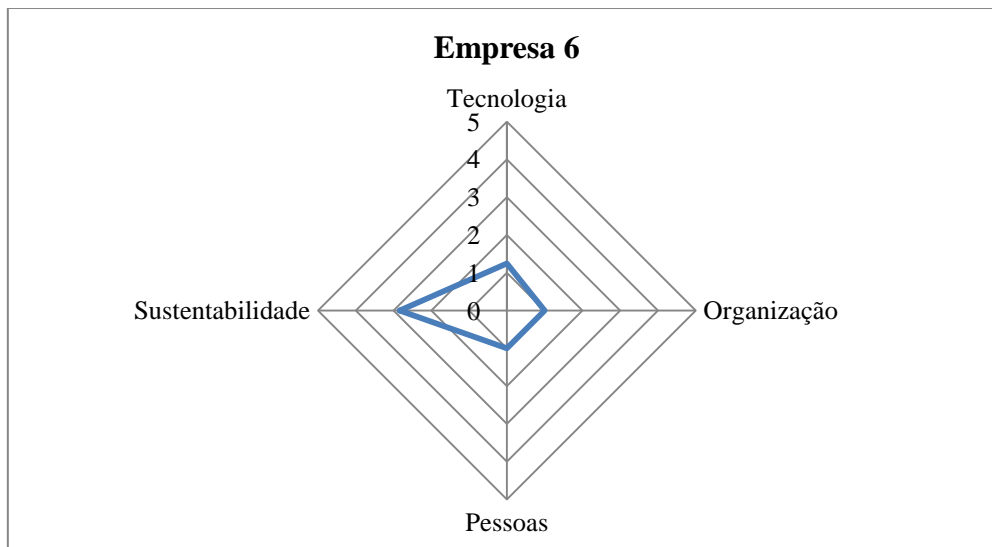 Empresa 6
Tecnologia
5
4
3
2
1
0
Sustentabilidade
Organização
Pessoas